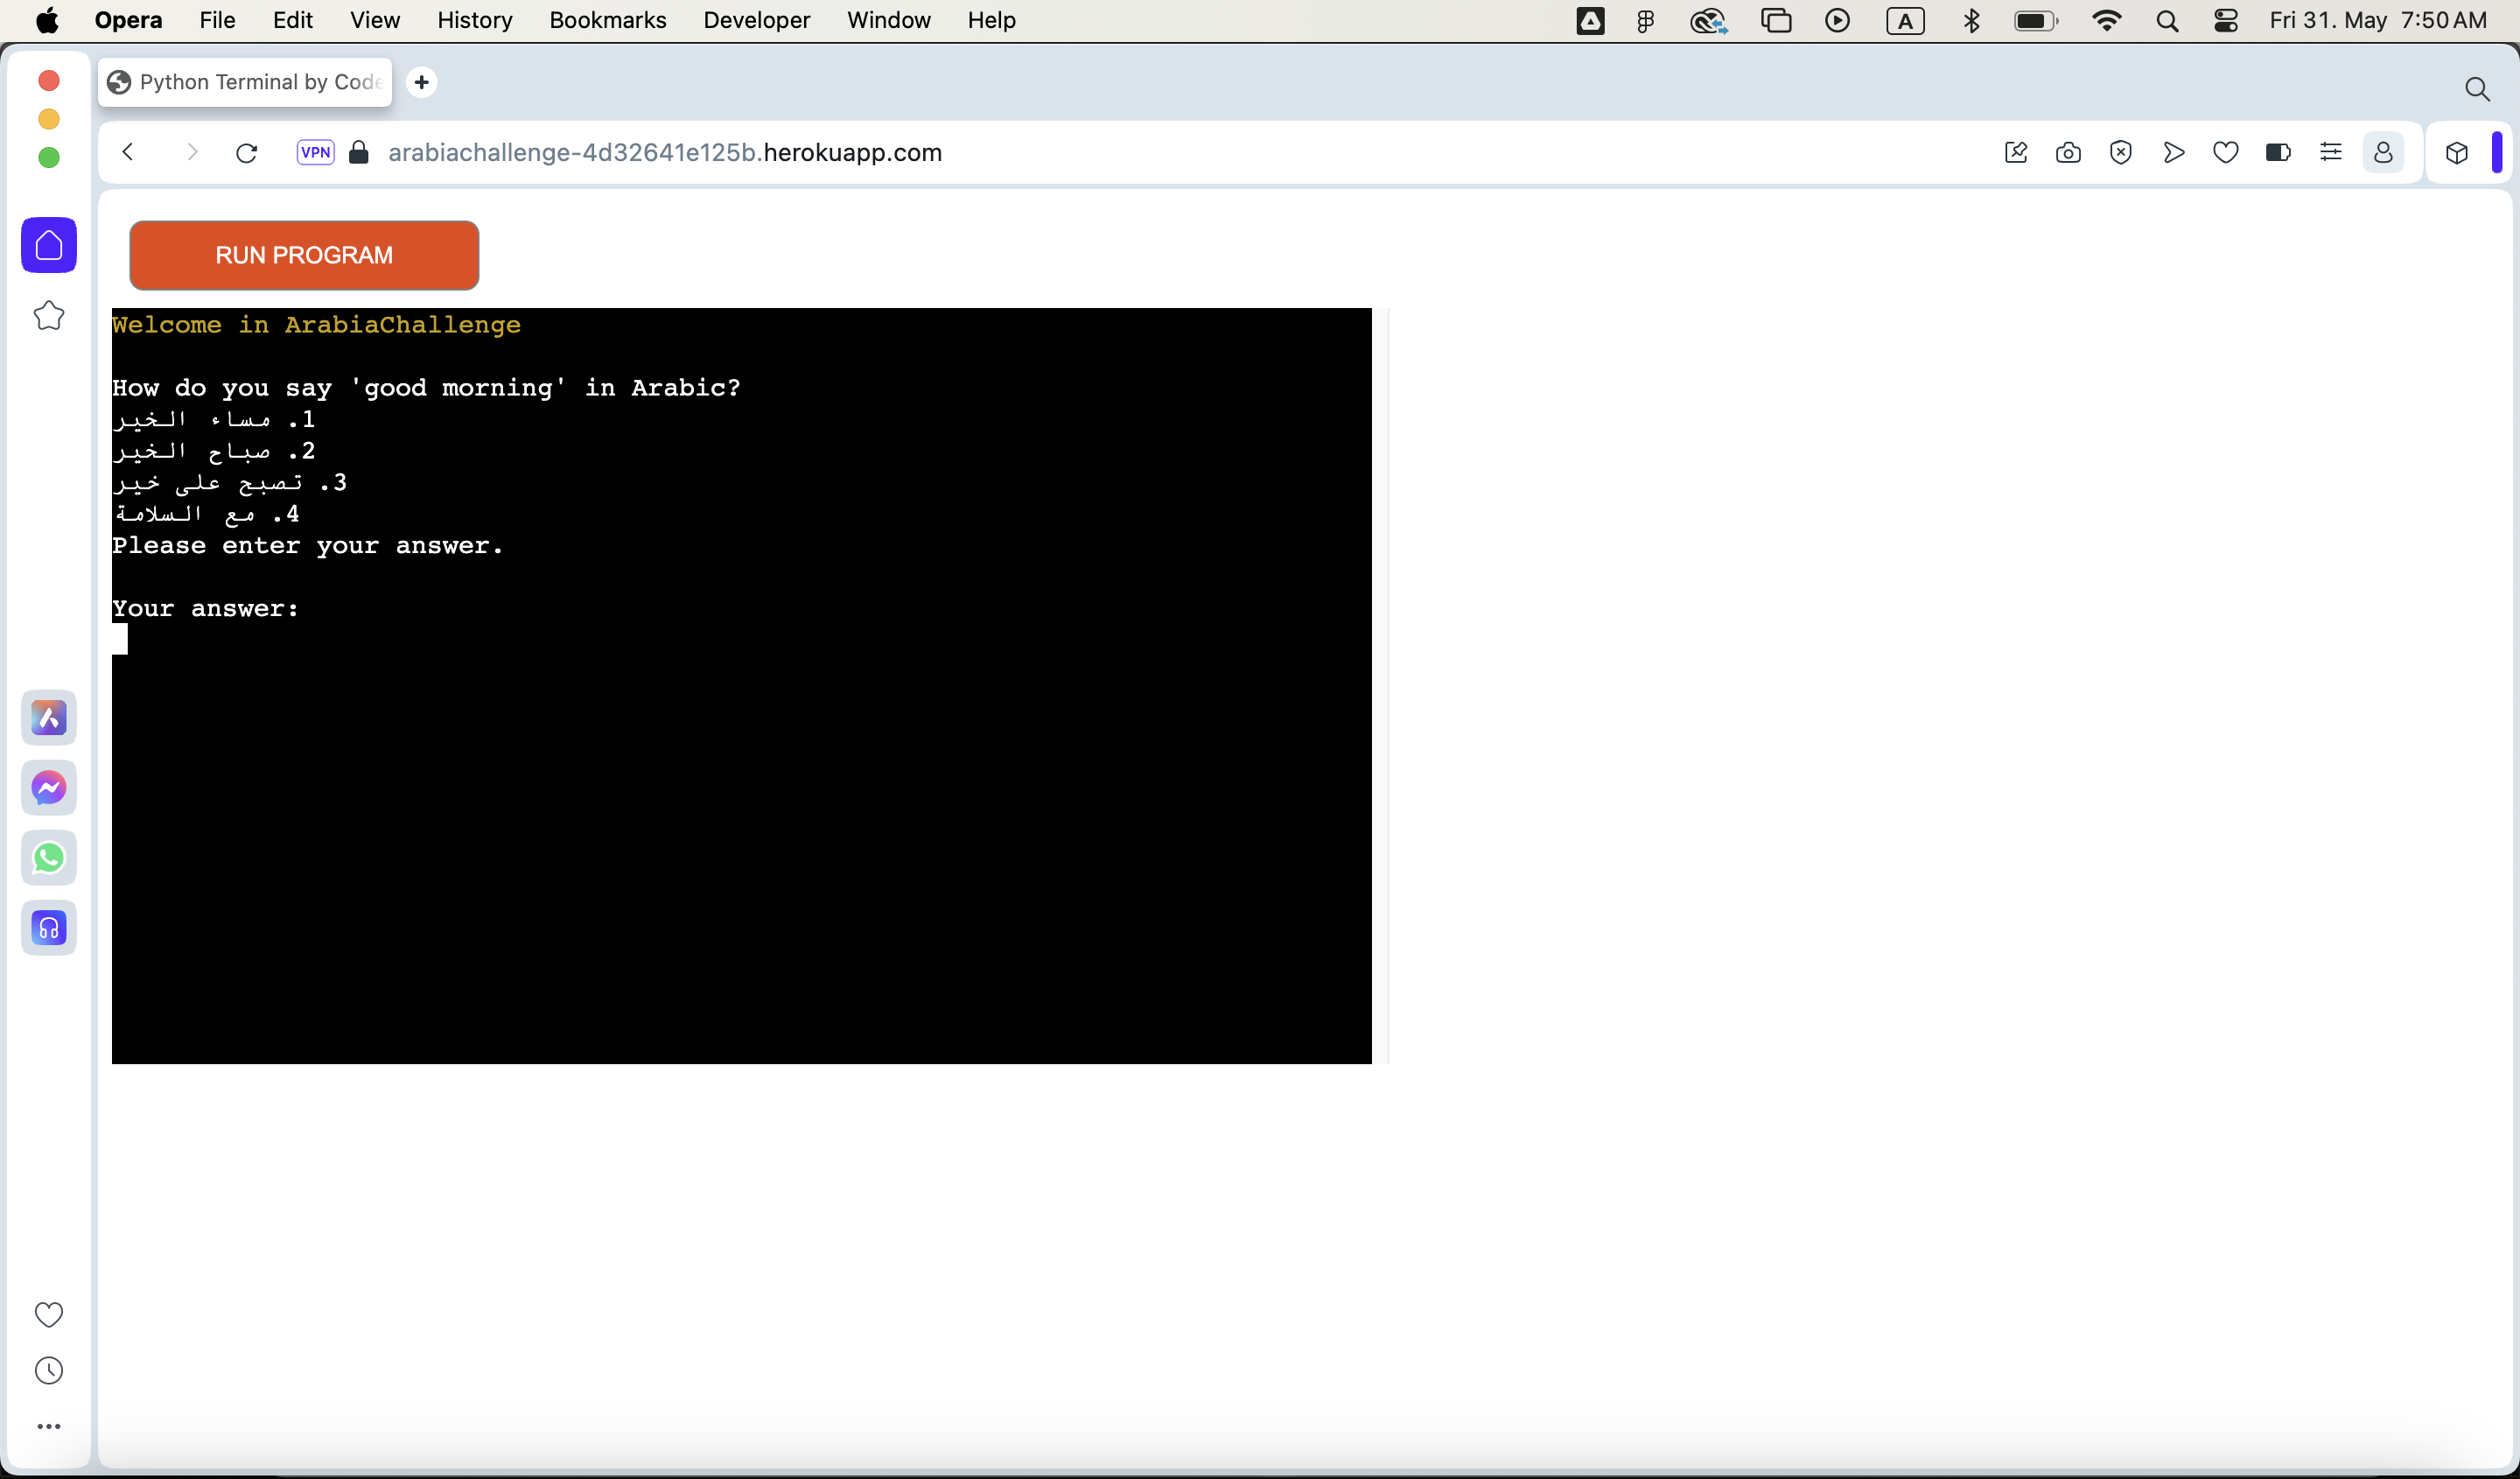 Opera File Edit View History Bookmarks Developer Window Help A Fri 31. May 7:50 AM
Python Terminal by Code
VPN arabiachallenge-4d32641e125b.herokuapp.com
RUN PROGRAM
Welcome in ArabiaChallenge
How do you say 'good morning' in Arabic?
1. مساء الخير
2. صباح الخير
3. تصبح على خير
4. مع السلامة
Please enter your answer.
Your answer: